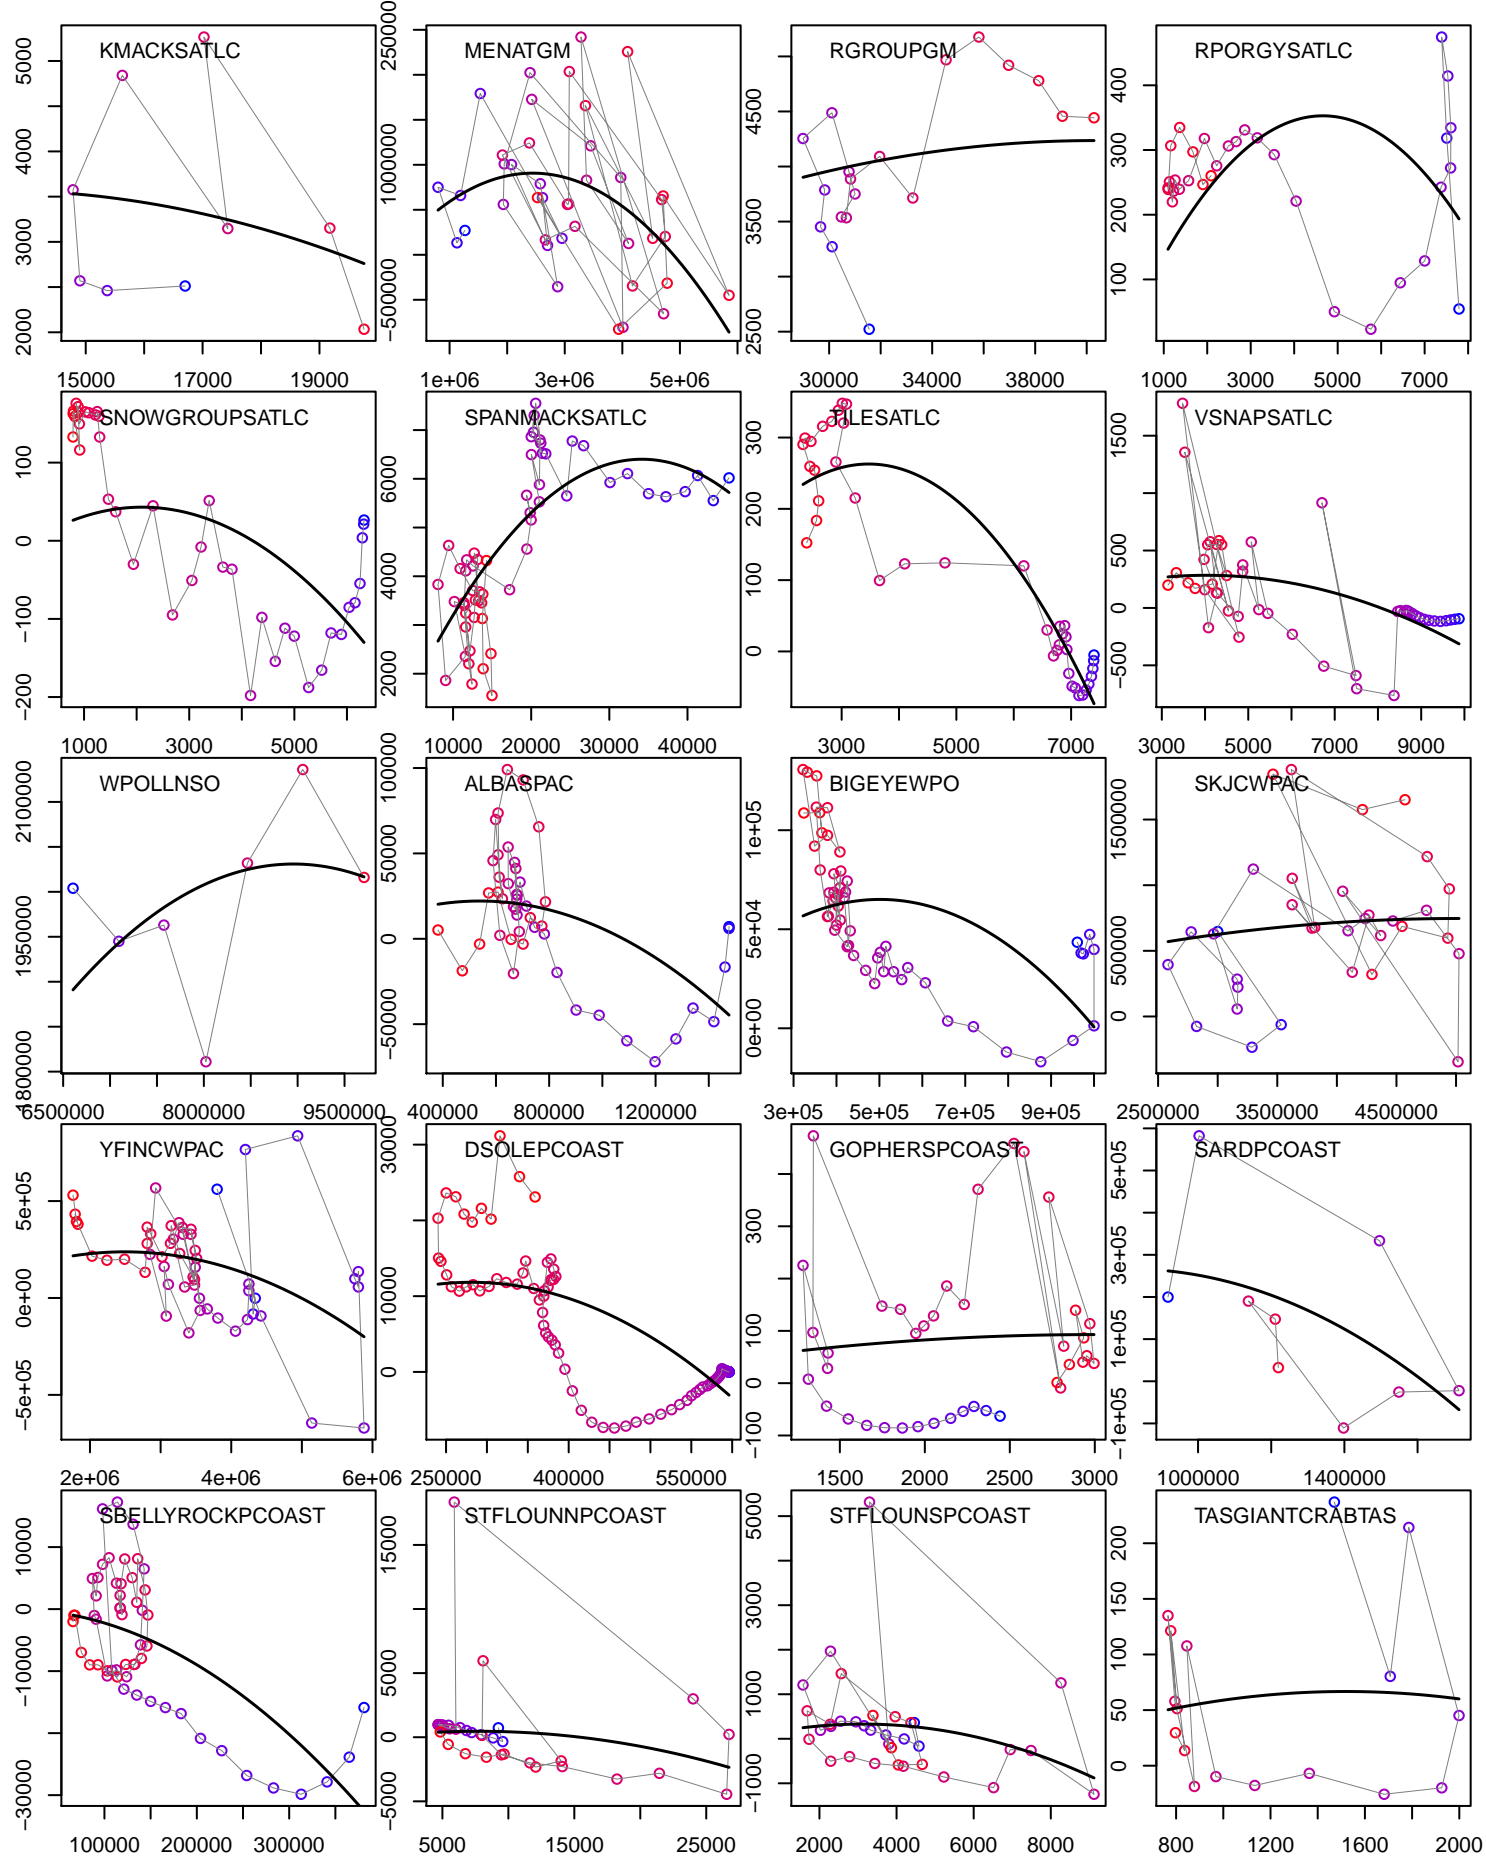 KMACKSATLC MENATGM RGROUPGM RPORGYSATLC
2000 3000 4000 5000
15000 17000 19000
−500000 1000000 2500000
1e+06 3e+06 5e+06
2500 3500 4500
30000 34000 38000
100 200 300 400
1000 3000 5000 7000
SNOWGROUPSATLC SPANMACKSATLC TILESATLC VSNAPSATLC
−200 −100 0 100
1000 3000 5000
2000 4000 6000
10000 20000 30000 40000
0 100 200 300
3000 5000 7000
−500 0 500 1500
3000 5000 7000 9000
WPOLLNSO ALBASPAC BIGEYEWPO SKJCWPAC
1800000 1950000 2100000
6500000 8000000 9500000
−50000 0 50000 100000
400000 800000 1200000
0e+00 5e+04 1e+05
3e+05 5e+05 7e+05 9e+05
0 500000 1500000
2500000 3500000 4500000
YFINCWPAC DSOLEPCOAST GOPHERSPCOAST SARDPCOAST
−5e+05 0e+00 5e+05
2e+06 4e+06 6e+06
0 10000 30000
250000 400000 550000
−100 0 100 300
1500 2000 2500 3000
−1e+05 1e+05 3e+05 5e+05
1000000 1400000
SBELLYROCKPCOAST STFLOUNNPCOAST STFLOUNSPCOAST TASGIANTCRABTAS
−30000 −10000 0 10000
100000 200000 300000
−5000 0 5000 15000
5000 15000 25000
−1000 1000 3000 5000
2000 4000 6000 8000
0 50 100 150 200
800 1200 1600 2000